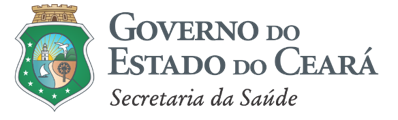 GOVERNO DO
ESTADO DO CEARÁ
Secretaria da Saúde